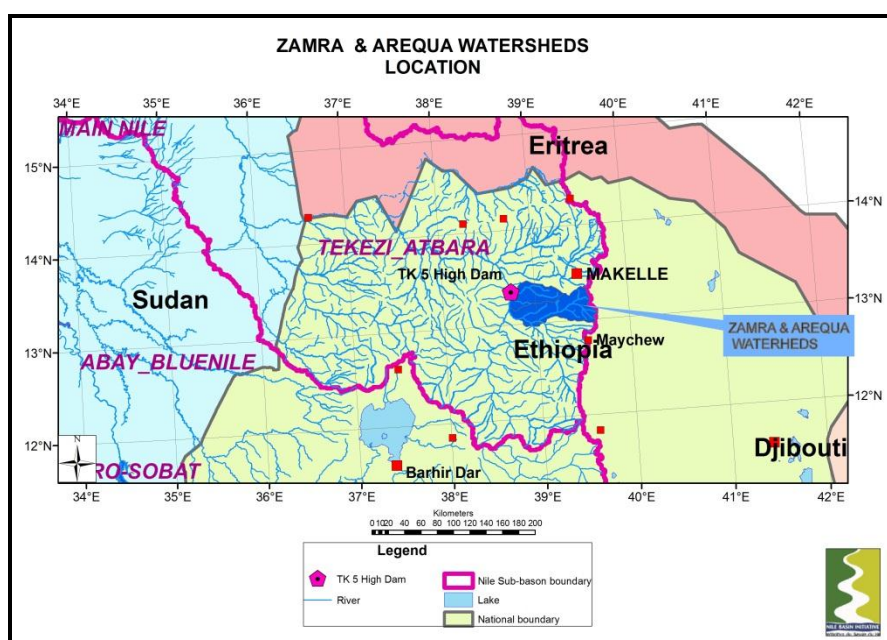 ZAMRA & AREQUA WATERSHEDS
LOCATION
34°E 35°E 36°E 37°E 38°E 39°E 40°E 41°E 42°E
MAIN NILE
Eritrea
15°N
14°N
TEKEZI_ATBARA
TK 5 High Dam
MAKELLE
14°N
13°N
Sudan
ZAMRA & AREQUA
WATERHEDS
Ethiopia
Maychew
13°N
ABAY_BLUENILE
12°N
12°N
Djibouti
RO-SOBAT
Barhir Dar
N
34°E 35°E 36°E 37°E 38°E 39°E 40°E 41°E 42°E
Kilometers
0 10 20 40 60 80 100 120 140 160 180 200
Legend
TK 5 High Dam
Nile Sub-bason boundary
River
Lake
National boundary
NILE BASIN INITIATIVE